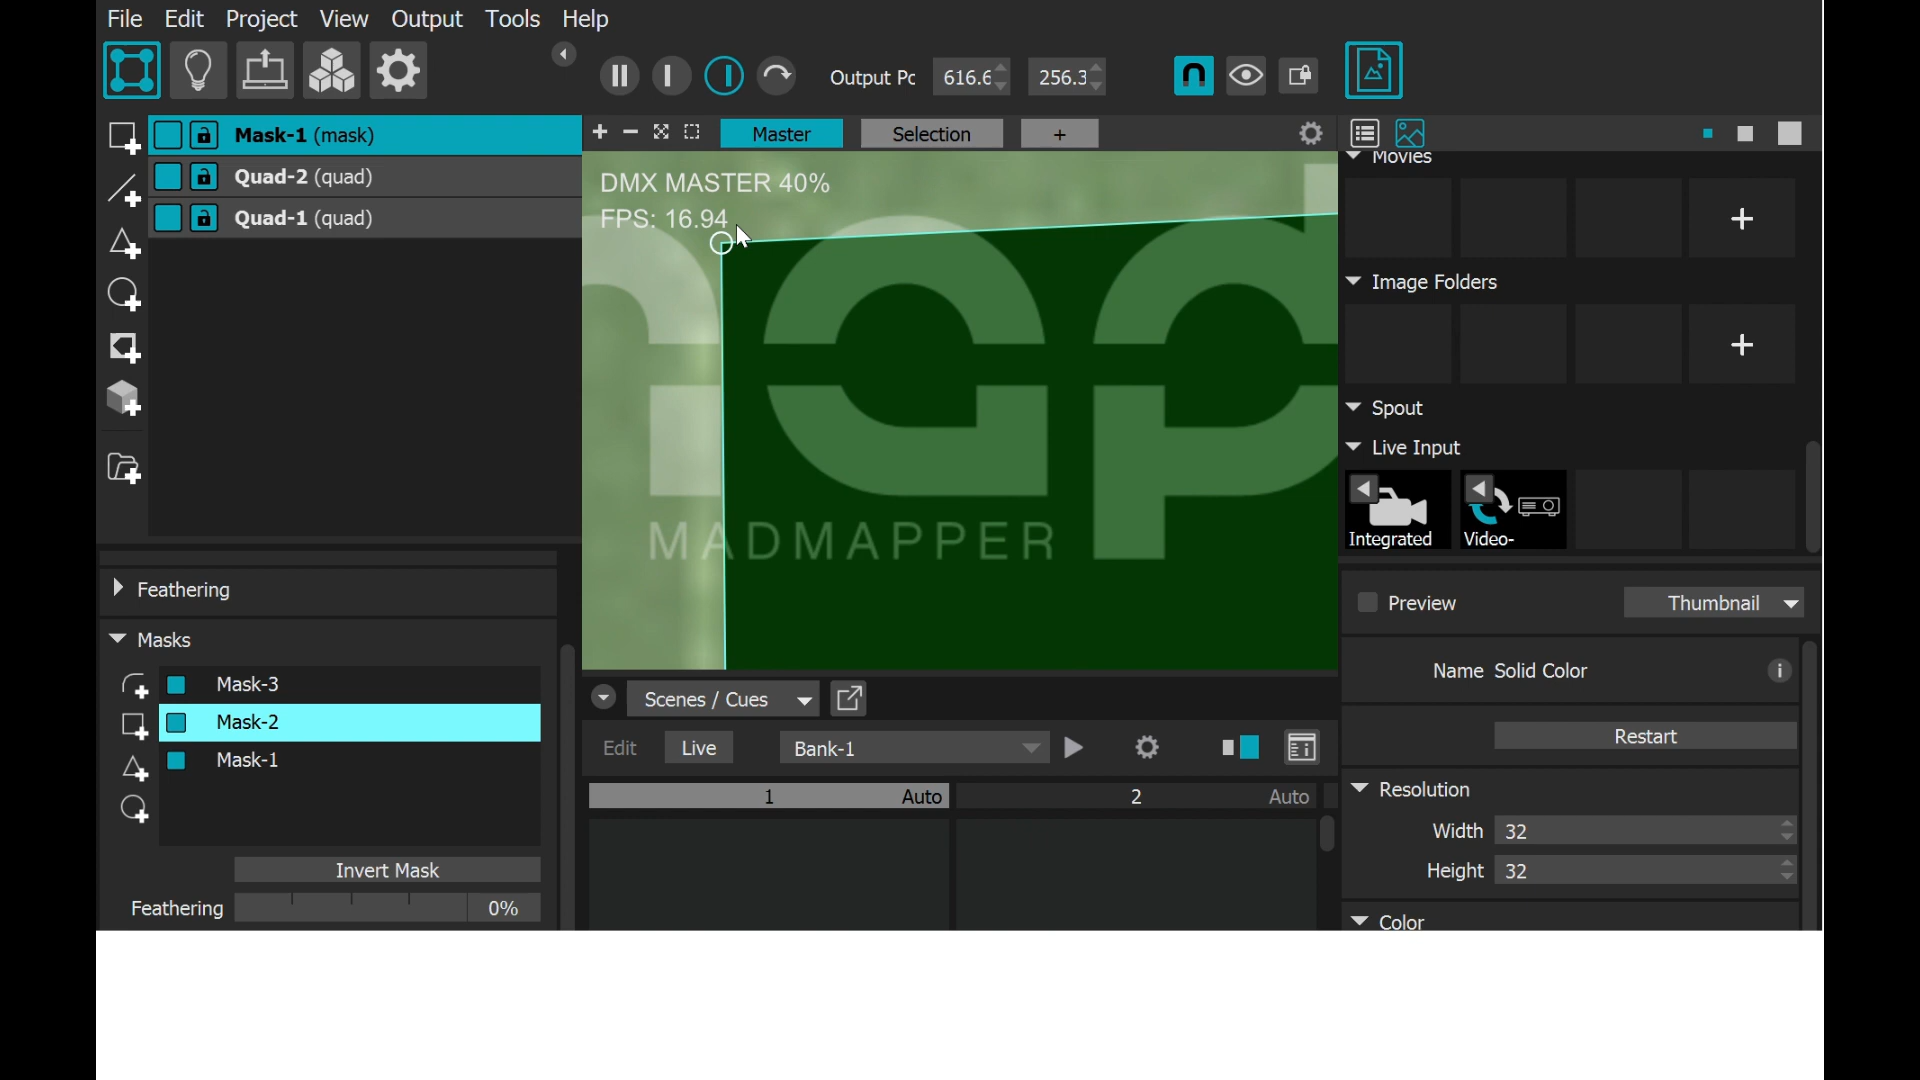 File Edit Project View Output Tools Help
Output Pc 616.6 256.3
Mask-1 (mask)
Quad-2 (quad)
Quad-1 (quad)
Master Selection +
DMX MASTER 40%
FPS: 16.94
MADMAPPER
Movies
Image Folders
Spout
Live Input
Integrated Video-
Feathering
Masks
Mask-3
Mask-2
Mask-1
Invert Mask
Feathering 0%
Scenes / Cues
Edit Live Bank-1
1 Auto 2 Auto
Preview Thumbnail
Name Solid Color
Restart
Resolution
Width 32
Height 32
Color